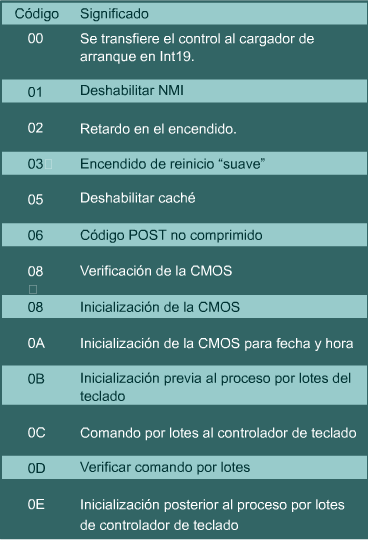 Código Significado
00 Se transfiere el control al cargador de
arranque en Int19.
01 Deshabilitar NMI
02 Retardo en el encendido.
03 Encendido de reinicio “suave”
05 Deshabilitar caché
06 Código POST no comprimido
08 Verificación de la CMOS
08 Inicialización de la CMOS
0A Inicialización de la CMOS para fecha y hora
0B Inicialización previa al proceso por lotes del
teclado
0C Comando por lotes al controlador de teclado
0D Verificar comando por lotes
0E Inicialización posterior al proceso por lotes
de controlador de teclado